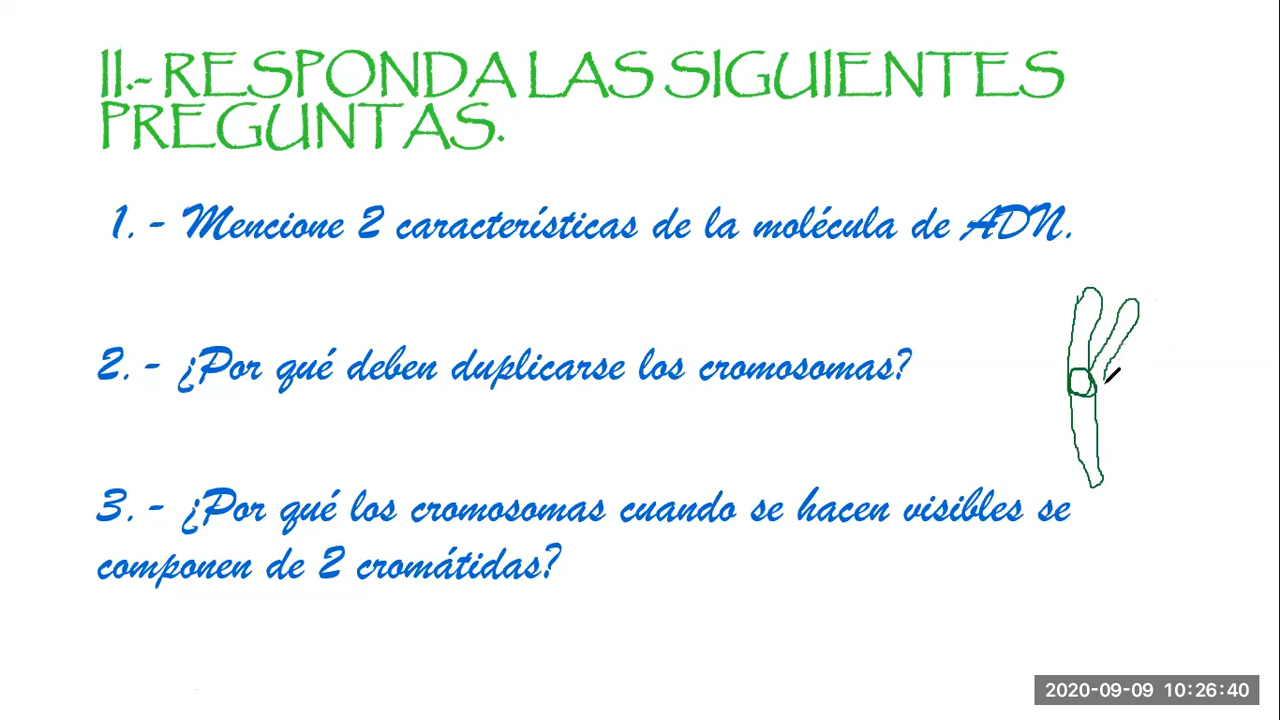 II.- RESPONDA LAS SIGUIENTES
PREGUNTAS.
1.- Mencione 2 características de la molécula de ADN.
2.- ¿Por qué deben duplicarse los cromosomas?
3.- ¿Por qué los cromosomas cuando se hacen visibles se
componen de 2 cromátidas?
2020-09-09 10:26:40